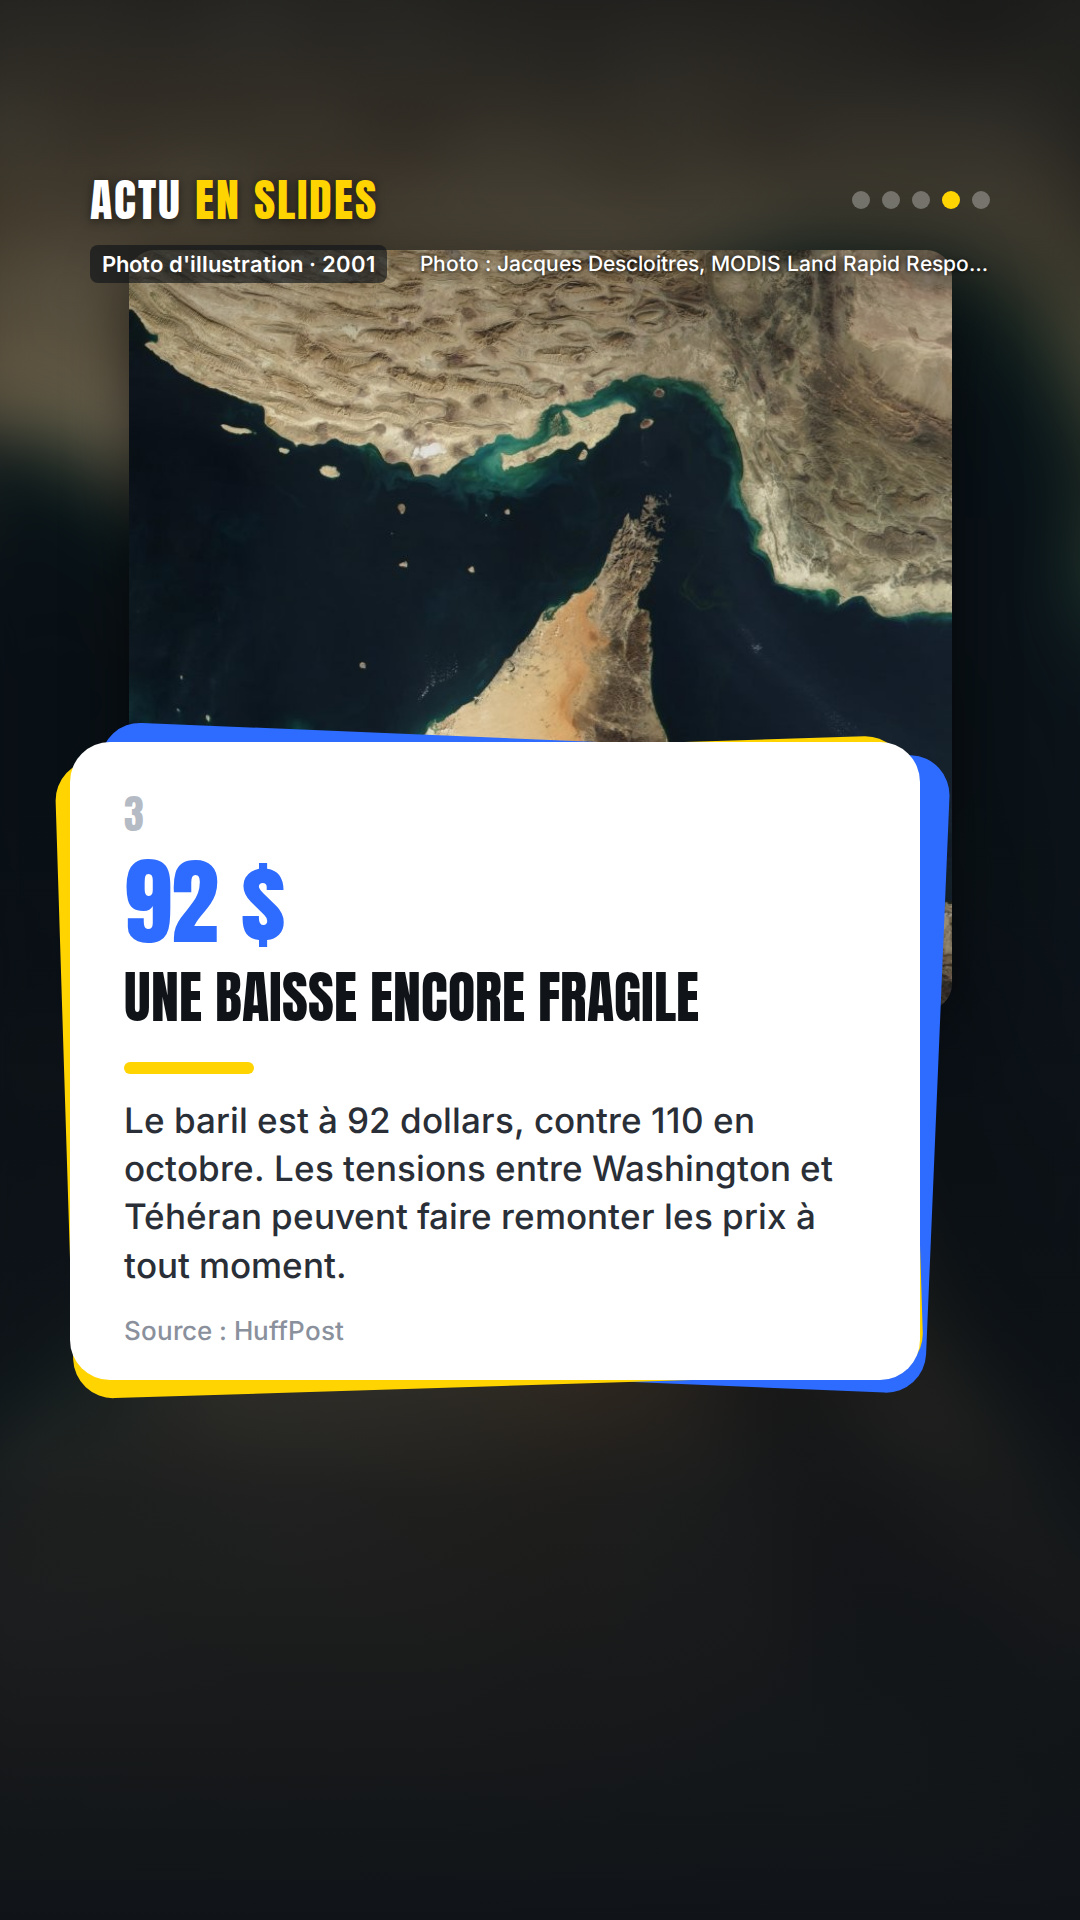 ACTU EN SLIDES
Photo d'illustration · 2001
Photo : Jacques Descloitres, MODIS Land Rapid Respo...
3
92 $
UNE BAISSE ENCORE FRAGILE
Le baril est à 92 dollars, contre 110 en
octobre. Les tensions entre Washington et
Téhéran peuvent faire remonter les prix à
tout moment.
Source : HuffPost